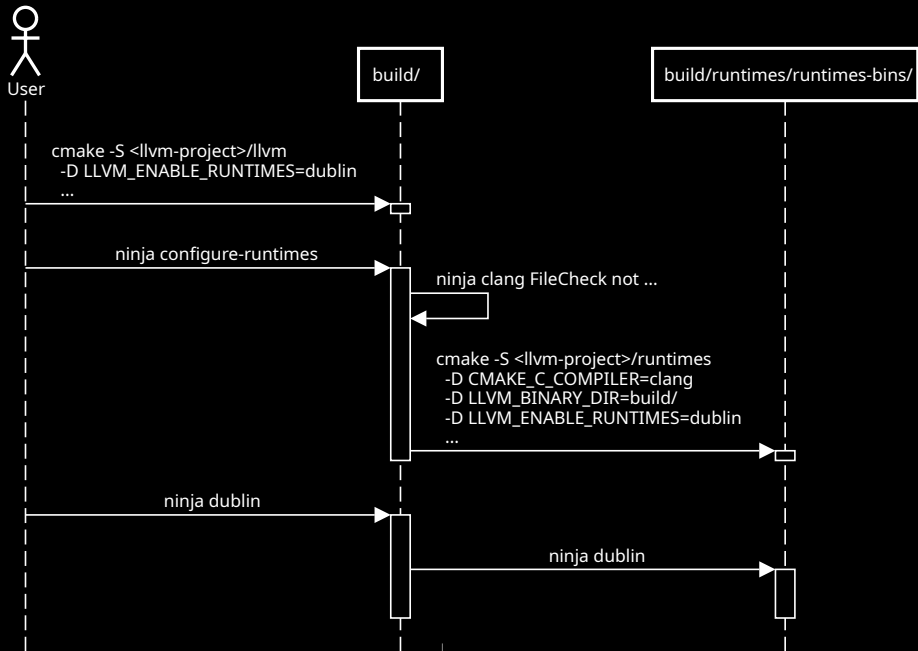 User
build/
build/runtimes/runtimes-bins/
cmake -S <llvm-project>/llvm
-D LLVM_ENABLE_RUNTIMES=dublin
...
ninja configure-runtimes
ninja clang FileCheck not ...
cmake -S <llvm-project>/runtimes
-D CMAKE_C_COMPILER=clang
-D LLVM_BINARY_DIR=build/
-D LLVM_ENABLE_RUNTIMES=dublin
...
ninja dublin
ninja dublin